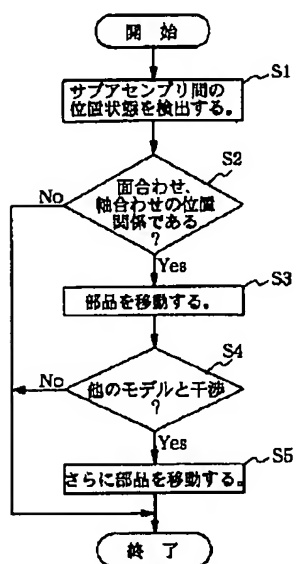 開 始
S1
サブアセンブリ間の
位置状態を検出する。
S2
面合わせ、
軸合わせの位置
関係である
?
No
Yes
S3
部品を移動する。
S4
他のモデルと干渉
?
No
Yes
S5
さらに部品を移動する。
終 了